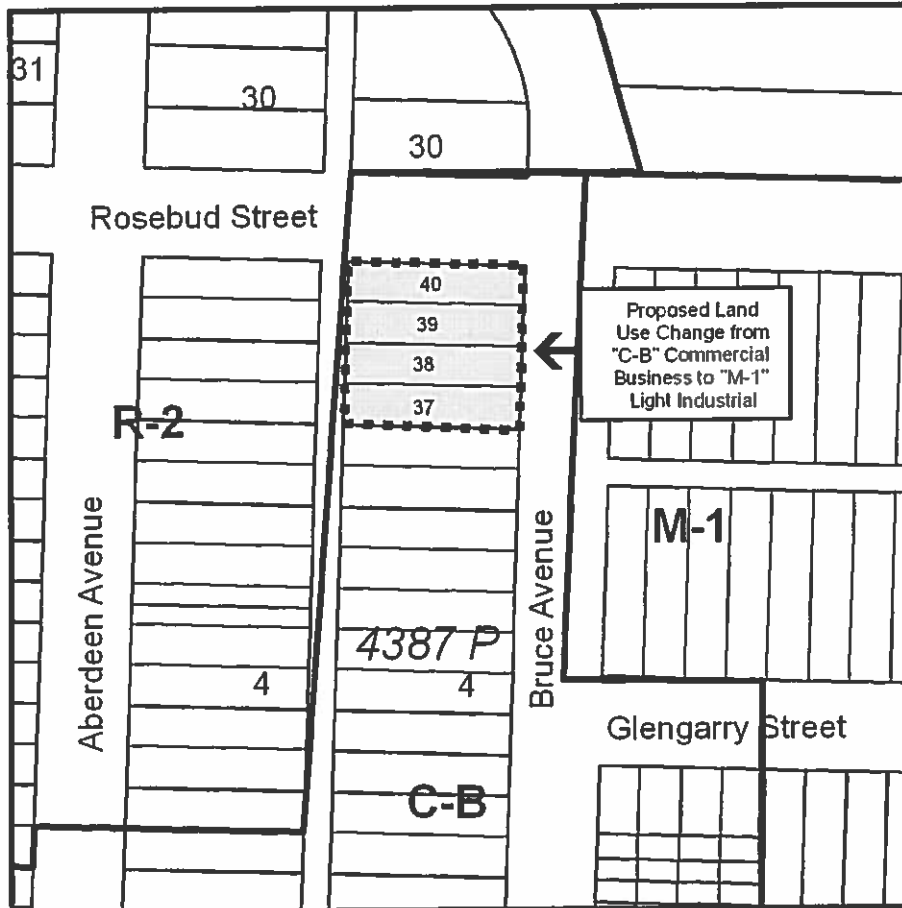 31
30
30
Rosebud Street
40
39
38
37
Proposed Land
Use Change from
"C-B" Commercial
Business to "M-1"
Light Industrial
R-2
M-1
Aberdeen Avenue
Bruce Avenue
4387 P
4
4
Glengarry Street
C-B